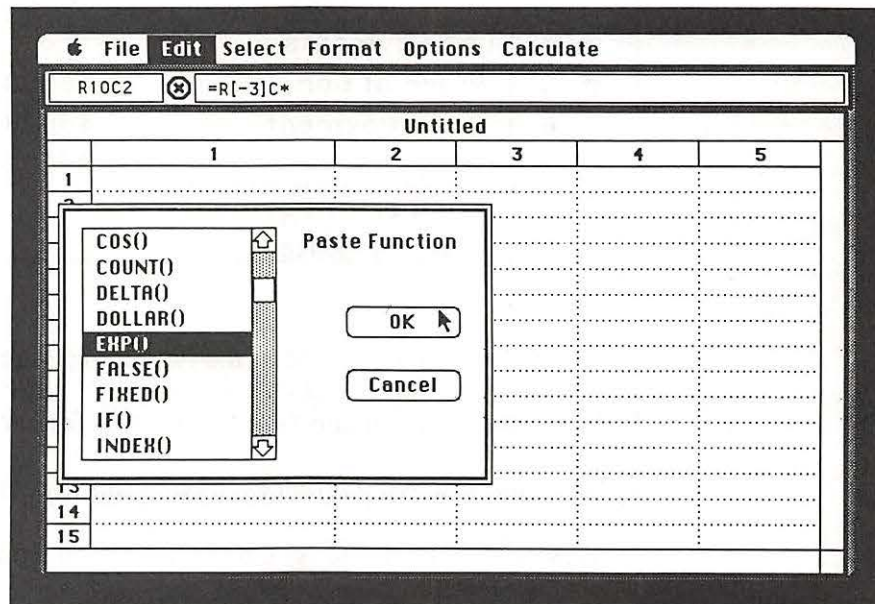 File Edit Select Format Options Calculate
R10C2 =R[-3]C*
Untitled
1 2 3 4 5
1
Paste Function
COS()
COUNT()
DELTA()
DOLLAR()
EXP()
FALSE()
FIXED()
IF()
INDEX()
OK
Cancel
13
14
15